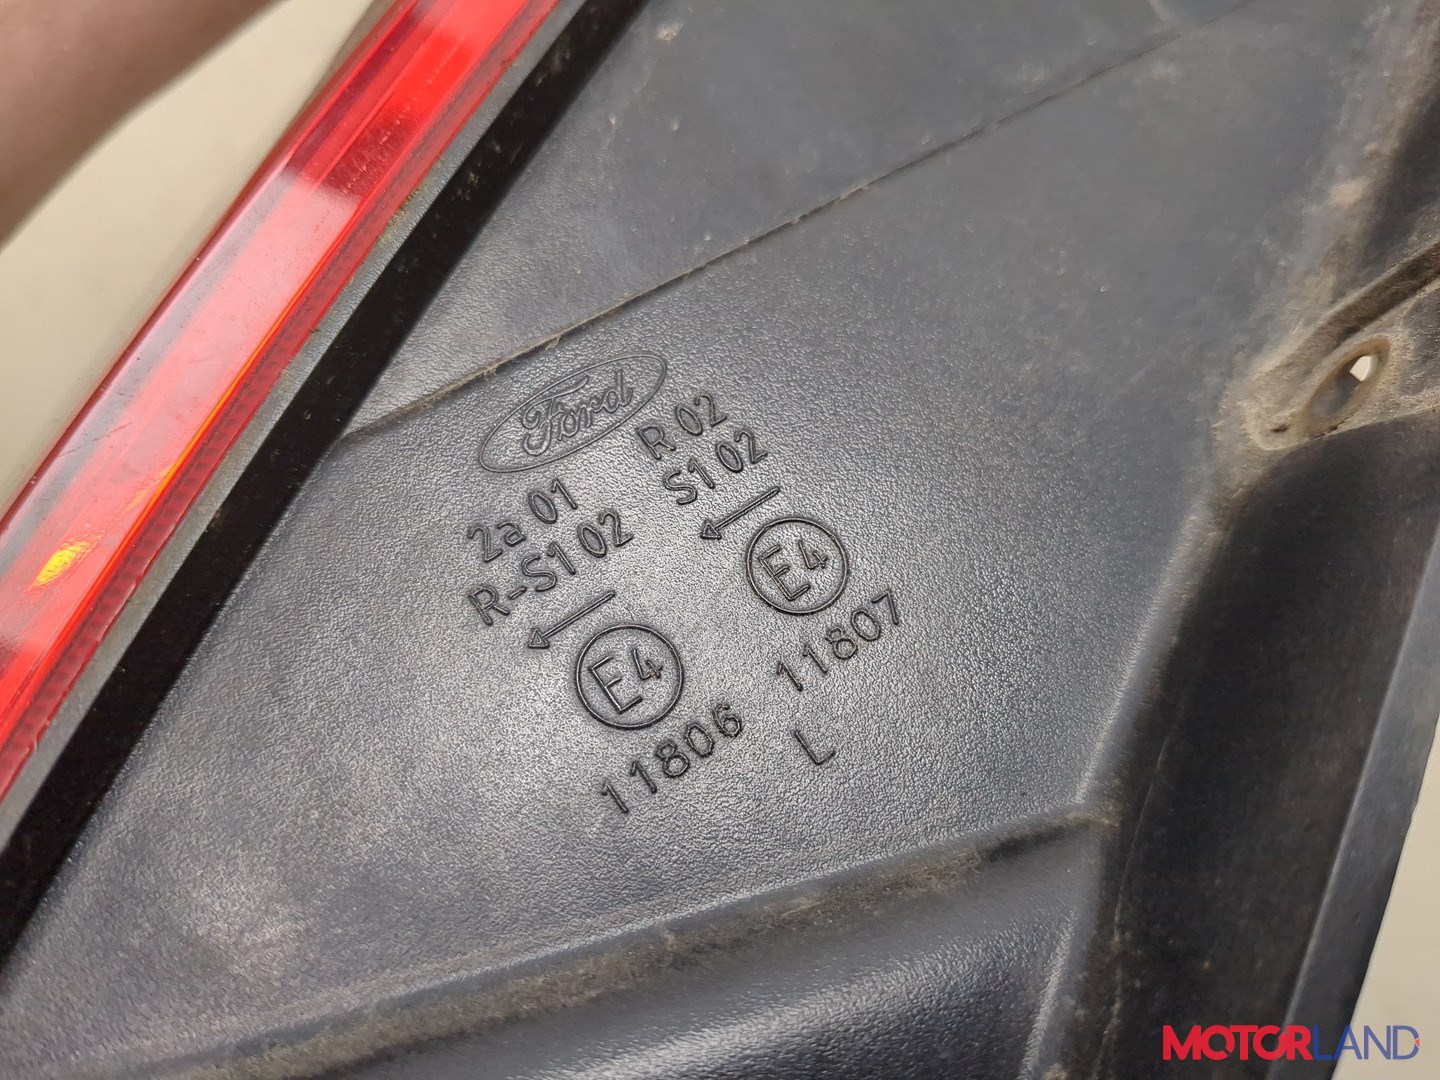 Ford
2a 01
R-S1 02
E4
11806
R 02
S1 02
E4
11807
L
MOTORLAND